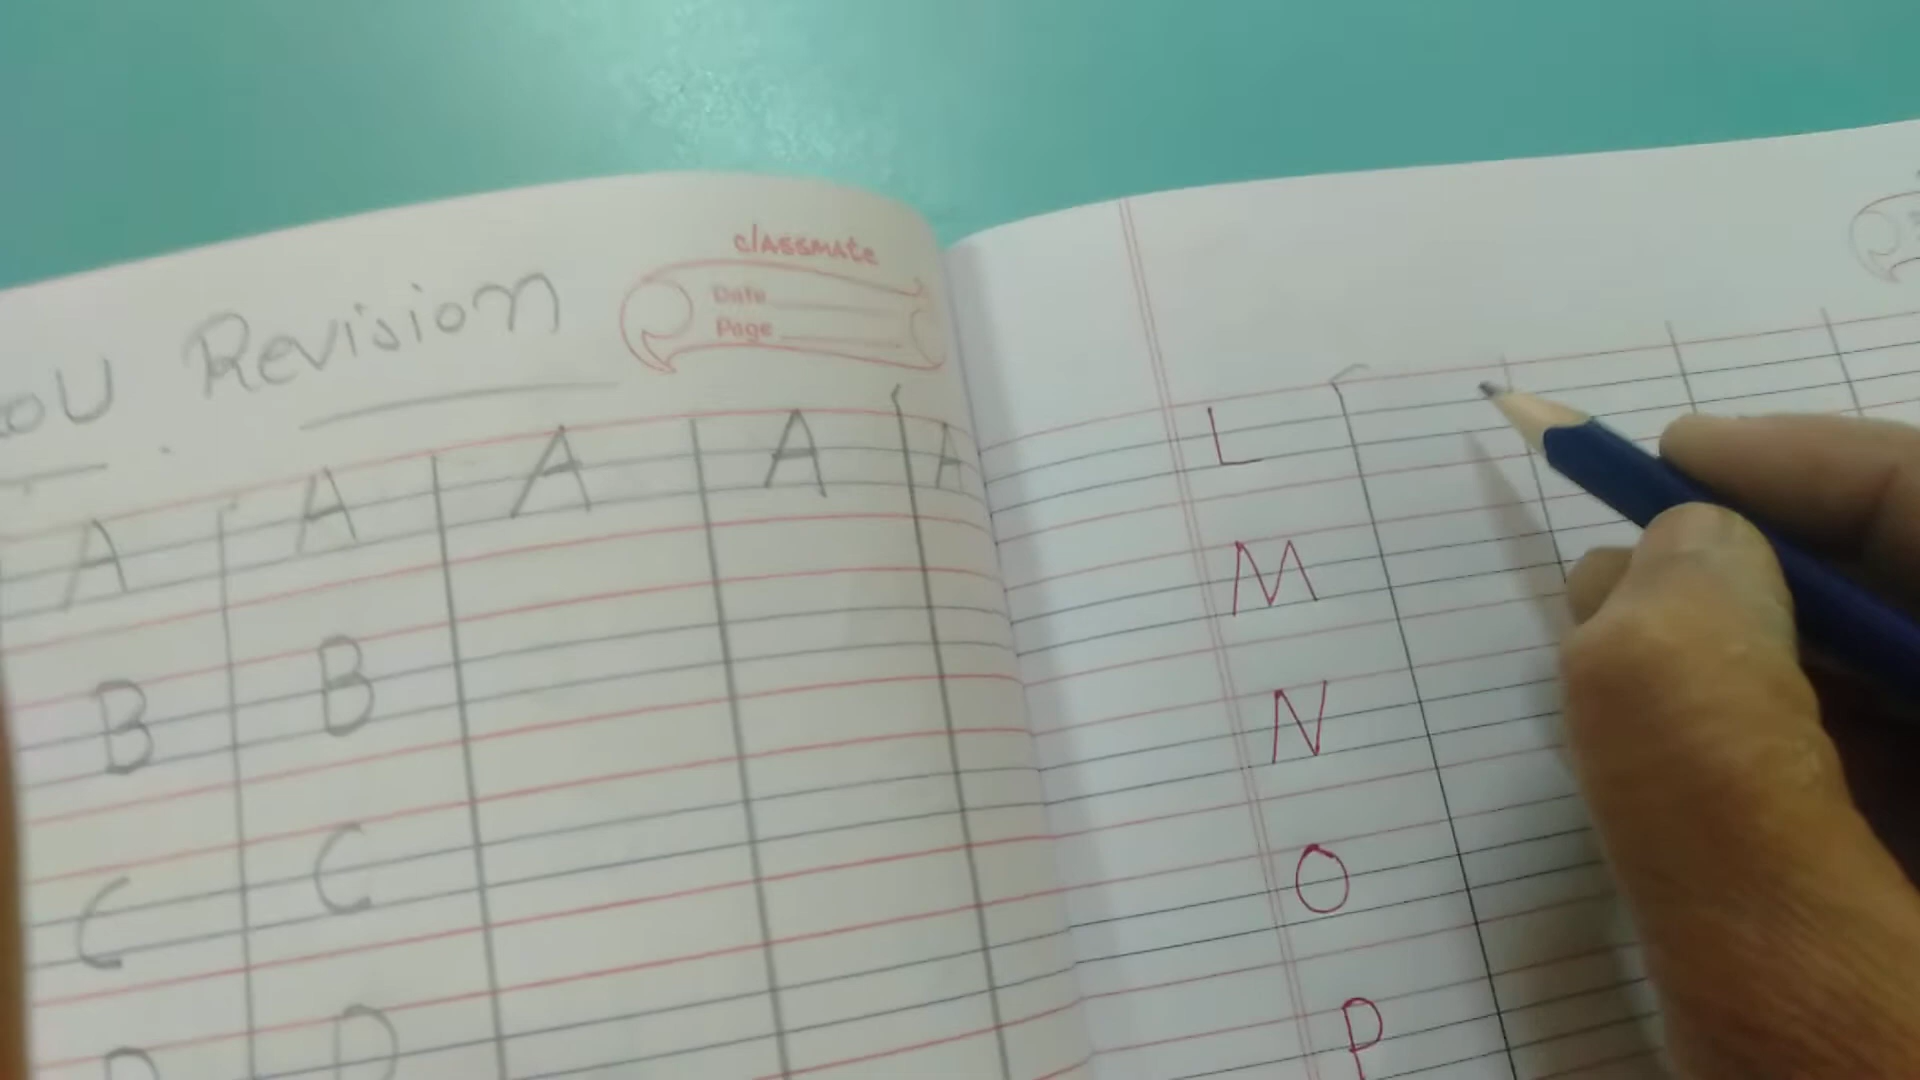 classmate
Date
Page
Revision
A A A A A
B B
C C
D D
L
M
N
O
P